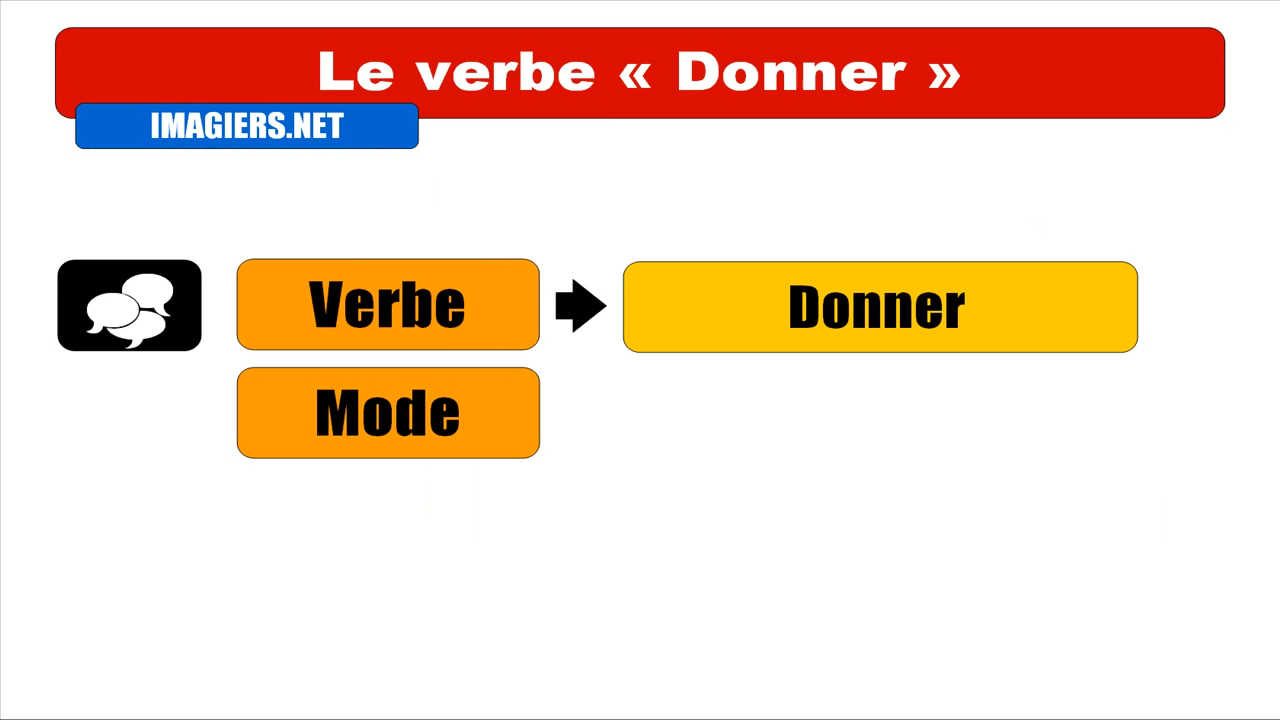 Le verbe « Donner »
IMAGIERS.NET
Verbe
Donner
Mode